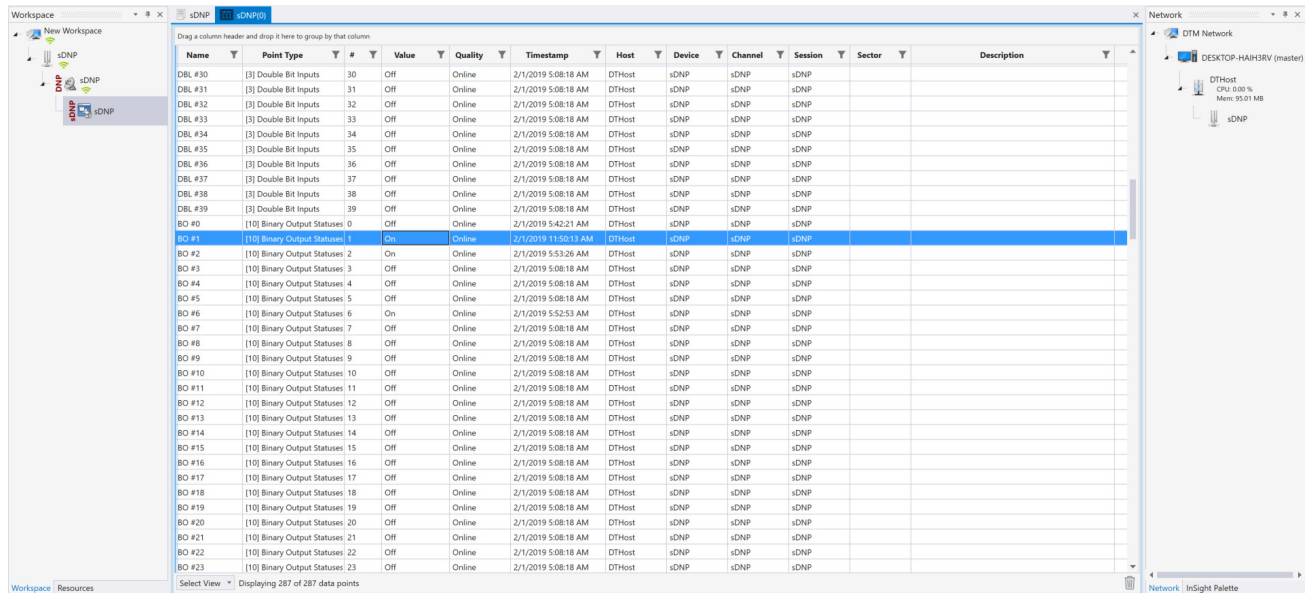 Workspace
New Workspace
sDNP
DNP sDNP
sDNP sDNP
Workspace Resources
sDNP sDNP(0)
Drag a column header and drop it here to group by that column
Name Point Type # Value Quality Timestamp Host Device Channel Session Sector Description
DBL #30 [3] Double Bit Inputs 30 Off Online 2/1/2019 5:08:18 AM DTHost sDNP sDNP sDNP
DBL #31 [3] Double Bit Inputs 31 Off Online 2/1/2019 5:08:18 AM DTHost sDNP sDNP sDNP
DBL #32 [3] Double Bit Inputs 32 Off Online 2/1/2019 5:08:18 AM DTHost sDNP sDNP sDNP
DBL #33 [3] Double Bit Inputs 33 Off Online 2/1/2019 5:08:18 AM DTHost sDNP sDNP sDNP
DBL #34 [3] Double Bit Inputs 34 Off Online 2/1/2019 5:08:18 AM DTHost sDNP sDNP sDNP
DBL #35 [3] Double Bit Inputs 35 Off Online 2/1/2019 5:08:18 AM DTHost sDNP sDNP sDNP
DBL #36 [3] Double Bit Inputs 36 Off Online 2/1/2019 5:08:18 AM DTHost sDNP sDNP sDNP
DBL #37 [3] Double Bit Inputs 37 Off Online 2/1/2019 5:08:18 AM DTHost sDNP sDNP sDNP
DBL #38 [3] Double Bit Inputs 38 Off Online 2/1/2019 5:08:18 AM DTHost sDNP sDNP sDNP
DBL #39 [3] Double Bit Inputs 39 Off Online 2/1/2019 5:08:18 AM DTHost sDNP sDNP sDNP
BO #0 [10] Binary Output Statuses 0 Off Online 2/1/2019 5:42:21 AM DTHost sDNP sDNP sDNP
BO #1 [10] Binary Output Statuses 1 On Online 2/1/2019 11:50:13 AM DTHost sDNP sDNP sDNP
BO #2 [10] Binary Output Statuses 2 On Online 2/1/2019 5:53:26 AM DTHost sDNP sDNP sDNP
BO #3 [10] Binary Output Statuses 3 Off Online 2/1/2019 5:08:18 AM DTHost sDNP sDNP sDNP
BO #4 [10] Binary Output Statuses 4 Off Online 2/1/2019 5:08:18 AM DTHost sDNP sDNP sDNP
BO #5 [10] Binary Output Statuses 5 Off Online 2/1/2019 5:08:18 AM DTHost sDNP sDNP sDNP
BO #6 [10] Binary Output Statuses 6 On Online 2/1/2019 5:52:53 AM DTHost sDNP sDNP sDNP
BO #7 [10] Binary Output Statuses 7 Off Online 2/1/2019 5:08:18 AM DTHost sDNP sDNP sDNP
BO #8 [10] Binary Output Statuses 8 Off Online 2/1/2019 5:08:18 AM DTHost sDNP sDNP sDNP
BO #9 [10] Binary Output Statuses 9 Off Online 2/1/2019 5:08:18 AM DTHost sDNP sDNP sDNP
BO #10 [10] Binary Output Statuses 10 Off Online 2/1/2019 5:08:18 AM DTHost sDNP sDNP sDNP
BO #11 [10] Binary Output Statuses 11 Off Online 2/1/2019 5:08:18 AM DTHost sDNP sDNP sDNP
BO #12 [10] Binary Output Statuses 12 Off Online 2/1/2019 5:08:18 AM DTHost sDNP sDNP sDNP
BO #13 [10] Binary Output Statuses 13 Off Online 2/1/2019 5:08:18 AM DTHost sDNP sDNP sDNP
BO #14 [10] Binary Output Statuses 14 Off Online 2/1/2019 5:08:18 AM DTHost sDNP sDNP sDNP
BO #15 [10] Binary Output Statuses 15 Off Online 2/1/2019 5:08:18 AM DTHost sDNP sDNP sDNP
BO #16 [10] Binary Output Statuses 16 Off Online 2/1/2019 5:08:18 AM DTHost sDNP sDNP sDNP
BO #17 [10] Binary Output Statuses 17 Off Online 2/1/2019 5:08:18 AM DTHost sDNP sDNP sDNP
BO #18 [10] Binary Output Statuses 18 Off Online 2/1/2019 5:08:18 AM DTHost sDNP sDNP sDNP
BO #19 [10] Binary Output Statuses 19 Off Online 2/1/2019 5:08:18 AM DTHost sDNP sDNP sDNP
BO #20 [10] Binary Output Statuses 20 Off Online 2/1/2019 5:08:18 AM DTHost sDNP sDNP sDNP
BO #21 [10] Binary Output Statuses 21 Off Online 2/1/2019 5:08:18 AM DTHost sDNP sDNP sDNP
BO #22 [10] Binary Output Statuses 22 Off Online 2/1/2019 5:08:18 AM DTHost sDNP sDNP sDNP
BO #23 [10] Binary Output Statuses 23 Off Online 2/1/2019 5:08:18 AM DTHost sDNP sDNP sDNP
Select View Displaying 287 of 287 data points
Network
DTM Network
DESKTOP-HAIH3RV (master)
DTHost
CPU: 0.00 %
Mem: 95.01 MB
sDNP
Network InSight Palette